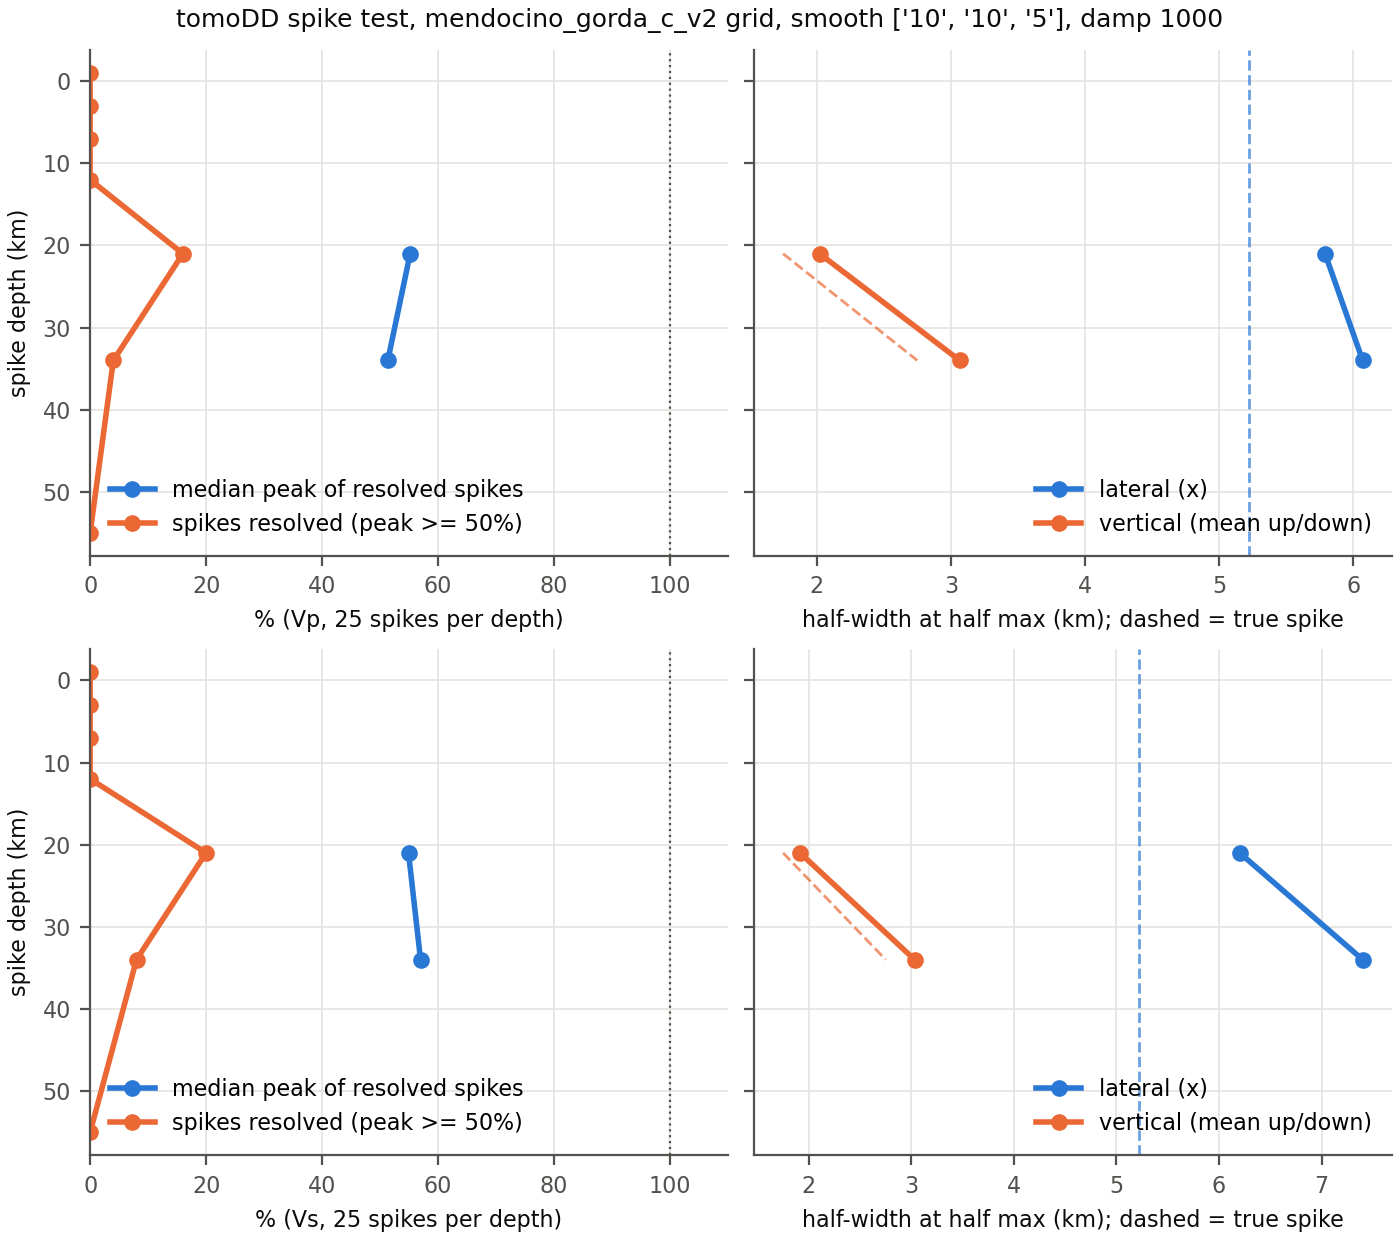 tomoDD spike test, mendocino_gorda_c_v2 grid, smooth ['10', '10', '5'], damp 1000
spike depth (km)
0
10
20
30
40
50
median peak of resolved spikes
spikes resolved (peak >= 50%)
0 20 40 60 80 100
% (Vp, 25 spikes per depth)
lateral (x)
vertical (mean up/down)
2 3 4 5 6
half-width at half max (km); dashed = true spike
spike depth (km)
0
10
20
30
40
50
median peak of resolved spikes
spikes resolved (peak >= 50%)
0 20 40 60 80 100
% (Vs, 25 spikes per depth)
lateral (x)
vertical (mean up/down)
2 3 4 5 6 7
half-width at half max (km); dashed = true spike